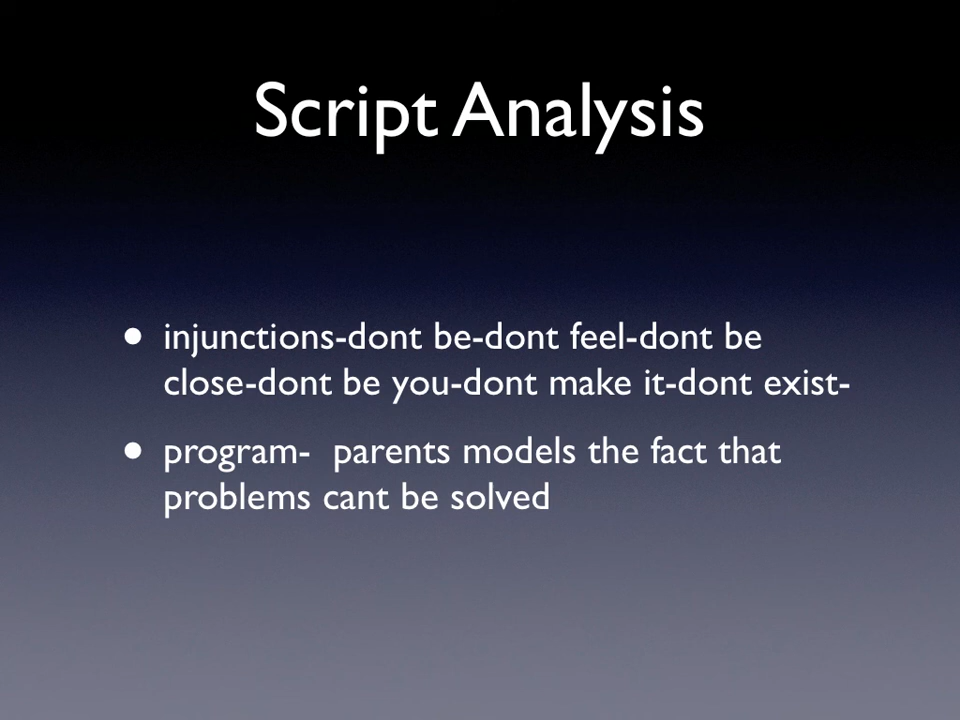 Script Analysis
• injunctions-dont be-dont feel-dont be
close-dont be you-dont make it-dont exist-
• program-  parents models the fact that
problems cant be solved